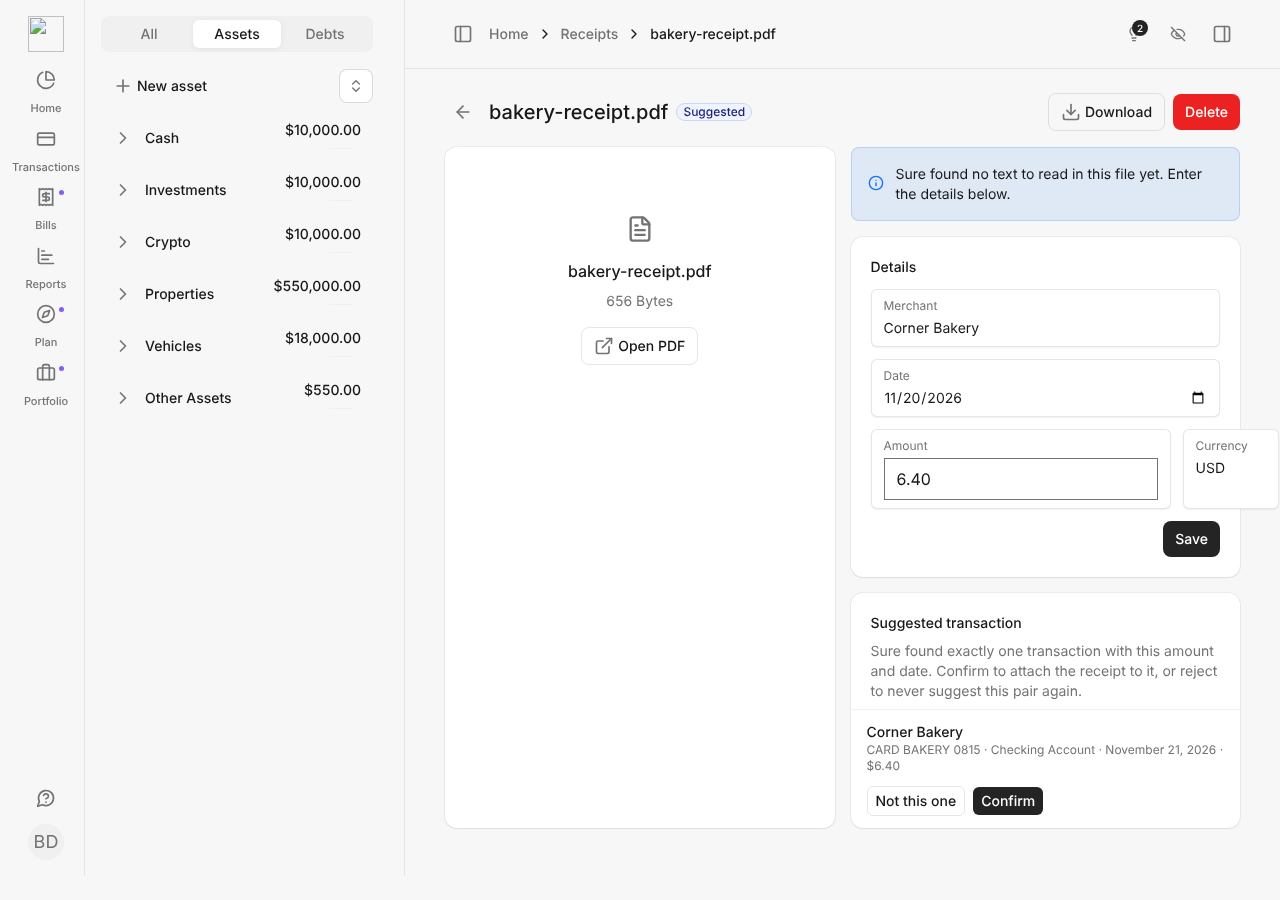 Home
Transactions
Bills
Reports
Plan
Portfolio
BD
All Assets Debts
New asset
Cash $10,000.00
Investments $10,000.00
Crypto $10,000.00
Properties $550,000.00
Vehicles $18,000.00
Other Assets $550.00
Home Receipts bakery-receipt.pdf
2
bakery-receipt.pdf Suggested
Download Delete
bakery-receipt.pdf
656 Bytes
Open PDF
Sure found no text to read in this file yet. Enter
the details below.
Details
Merchant
Corner Bakery
Date
11/20/2026
Amount
6.40
Currency
USD
Save
Suggested transaction
Sure found exactly one transaction with this amount
and date. Confirm to attach the receipt to it, or reject
to never suggest this pair again.
Corner Bakery
CARD BAKERY 0815 · Checking Account · November 21, 2026 ·
$6.40
Not this one Confirm